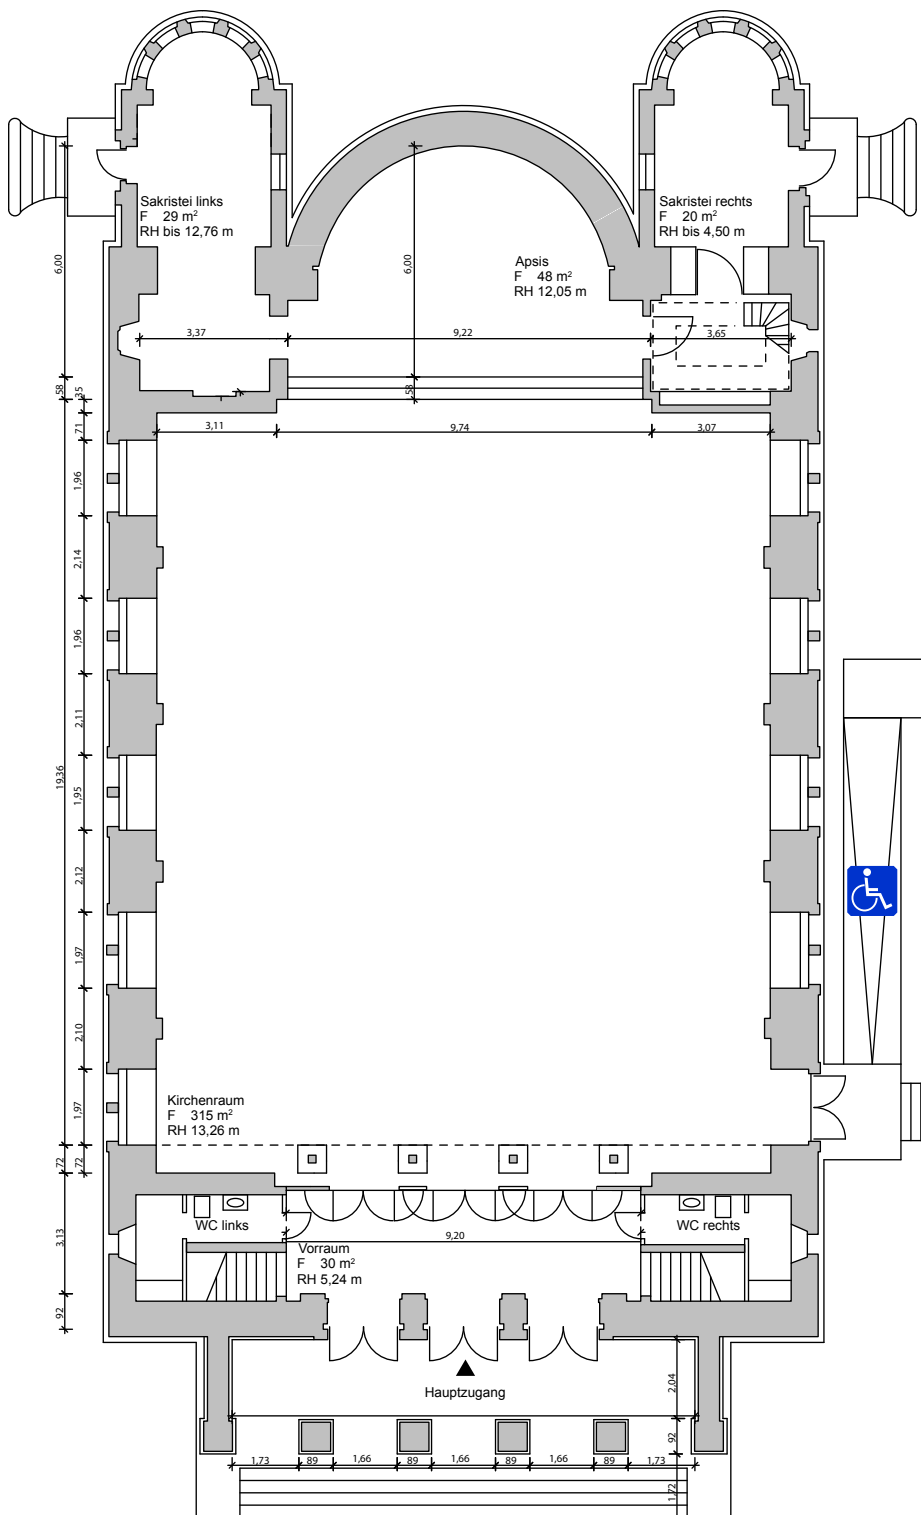 Sakristei links
F 29 m²
RH bis 12,76 m
Sakristei rechts
F 20 m²
RH bis 4,50 m
Apsis
F 48 m²
RH 12,05 m
6,00
6,00
3,37
9,22
3,65
58
35
58
71
3,11
9,74
3,07
1,96
2,14
1,96
2,11
19,36
1,95
2,12
1,97
2,10
1,97
Kirchenraum
F 315 m²
RH 13,26 m
72
72
WC links
WC rechts
3,13
9,20
Vorraum
F 30 m²
RH 5,24 m
92
2,04
Hauptzugang
92
1,73
89
1,66
89
1,66
89
1,66
89
1,73
1,72